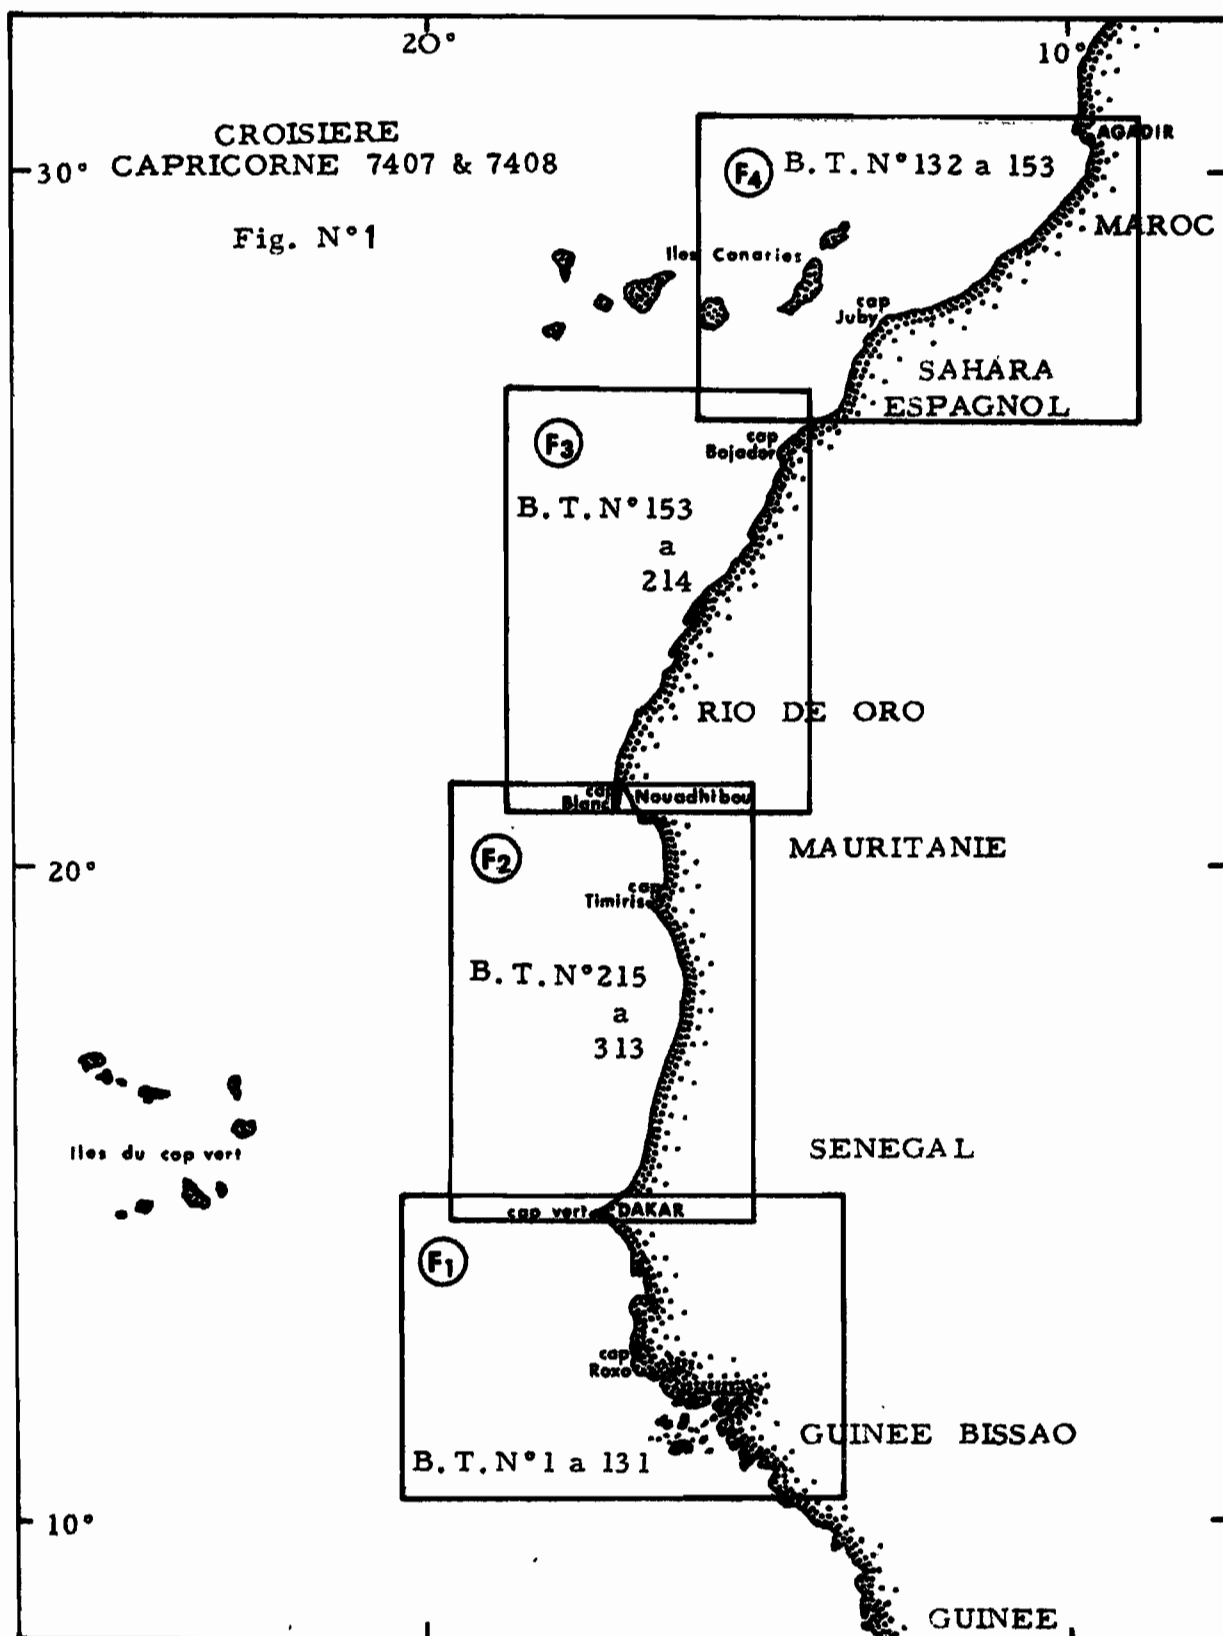 20°
10°
CROISIERE
CAPRICORNE 7407 & 7408
30°
Fig. N°1
F4
B. T. N° 132 a 153
AGADIR
MAROC
Iles Canaries
cap
Juby
SAHARA
ESPAGNOL
F3
cap
Bojador
B. T. N° 153
a
214
RIO DE ORO
cap
Blanc
Nouadhibou
MAURITANIE
F2
20°
cap
Timiris
B. T. N° 215
a
313
Iles du cap vert
SENEGAL
cap vert
DAKAR
F1
cap
Roxo
GUINEE BISSAO
B. T. N° 1 a 131
10°
GUINEE